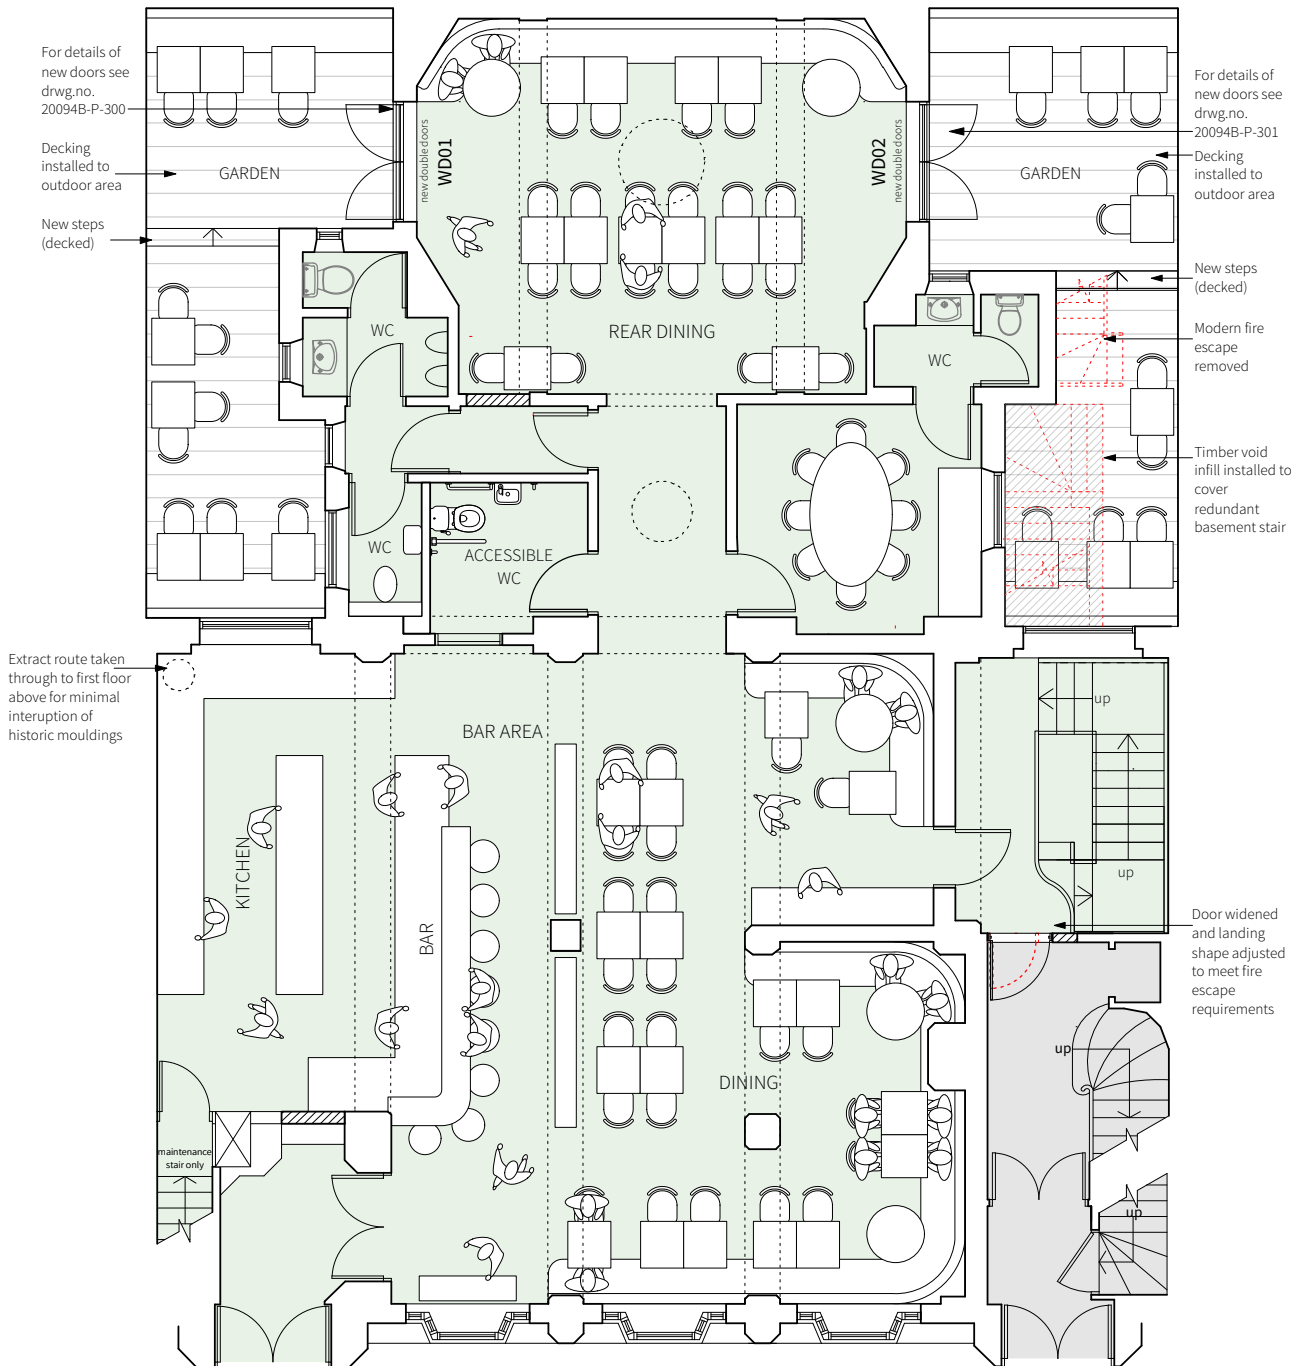 For details of
new doors see
drwg.no.
20094B-P-300
Decking
installed to
outdoor area
New steps
(decked)
GARDEN
new double doors
WD01
WD02
new double doors
GARDEN
For details of
new doors see
drwg.no.
20094B-P-301
Decking
installed to
outdoor area
New steps
(decked)
Modern fire
escape
removed
Timber void
infill installed to
cover
redundant
basement stair
WC
REAR DINING
WC
WC
ACCESSIBLE
WC
Extract route taken
through to first floor
above for minimal
interuption of
historic mouldings
BAR AREA
up
up
KITCHEN
BAR
Door widened
and landing
shape adjusted
to meet fire
escape
requirements
up
DINING
maintenance
stair only
up